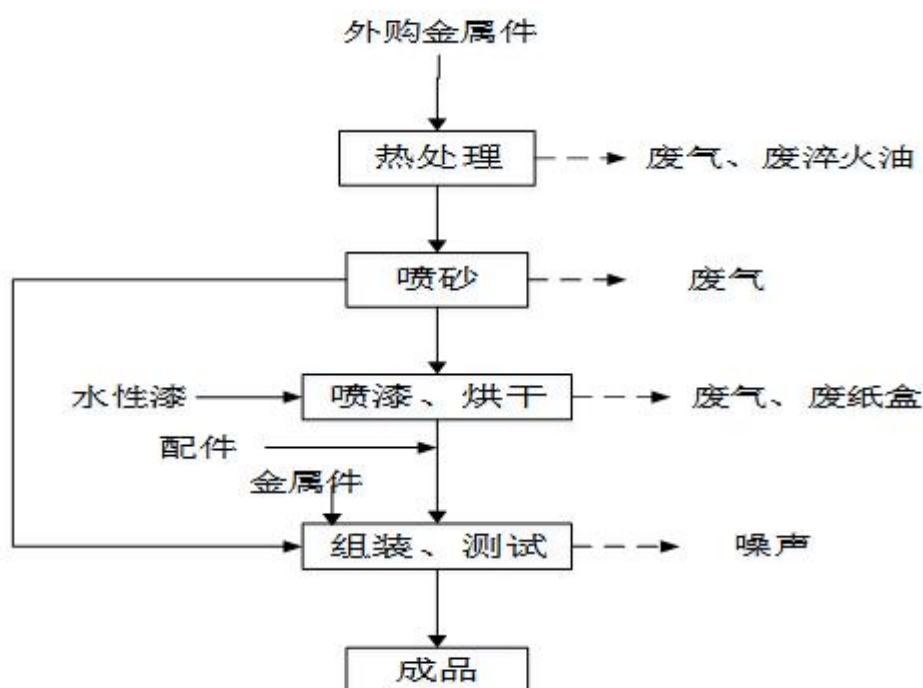 外购金属件
热处理
废气、废淬火油
喷砂
废气
水性漆
喷漆、烘干
废气、废纸盒
配件
金属件
组装、测试
噪声
成品